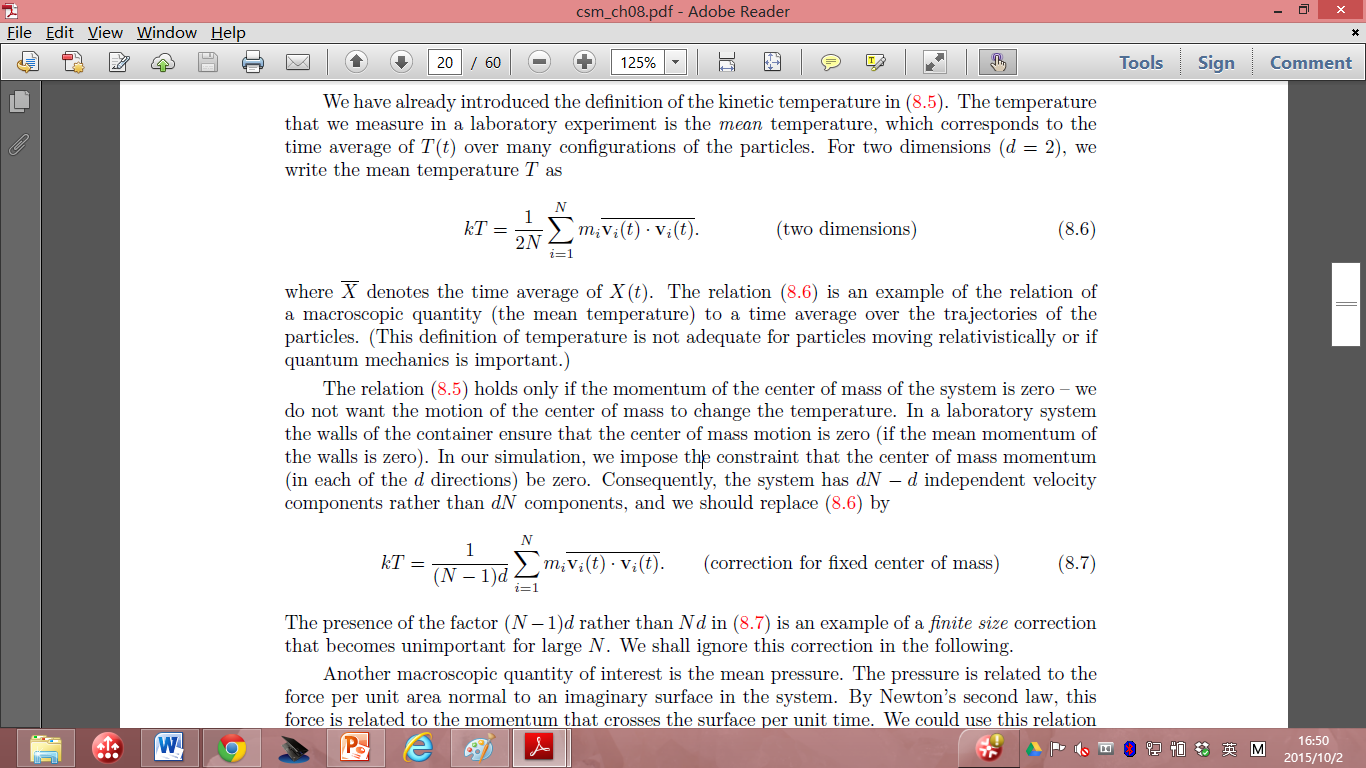 csm_ch08.pdf - Adobe Reader
File Edit View Window Help
20 / 60 125% Tools Sign Comment
We have already introduced the definition of the kinetic temperature in (8.5). The temperature
that we measure in a laboratory experiment is the mean temperature, which corresponds to the
time average of T(t) over many configurations of the particles. For two dimensions (d = 2), we
write the mean temperature T as
kT = \frac{1}{2N} \sum_{i=1}^{N} m_i \overline{\mathbf{v}_i(t) \cdot \mathbf{v}_i(t)}. (two dimensions) (8.6)
where \overline{X} denotes the time average of X(t). The relation (8.6) is an example of the relation of
a macroscopic quantity (the mean temperature) to a time average over the trajectories of the
particles. (This definition of temperature is not adequate for particles moving relativistically or if
quantum mechanics is important.)
The relation (8.5) holds only if the momentum of the center of mass of the system is zero – we
do not want the motion of the center of mass to change the temperature. In a laboratory system
the walls of the container ensure that the center of mass motion is zero (if the mean momentum of
the walls is zero). In our simulation, we impose the constraint that the center of mass momentum
(in each of the d directions) be zero. Consequently, the system has dN − d independent velocity
components rather than dN components, and we should replace (8.6) by
kT = \frac{1}{(N − 1)d} \sum_{i=1}^{N} m_i \overline{\mathbf{v}_i(t) \cdot \mathbf{v}_i(t)}. (correction for fixed center of mass) (8.7)
The presence of the factor (N − 1)d rather than Nd in (8.7) is an example of a finite size correction
that becomes unimportant for large N. We shall ignore this correction in the following.
Another macroscopic quantity of interest is the mean pressure. The pressure is related to the
force per unit area normal to an imaginary surface in the system. By Newton's second law, this
force is related to the momentum that crosses the surface per unit time. We could use this relation
英 M 16:50
2015/10/2